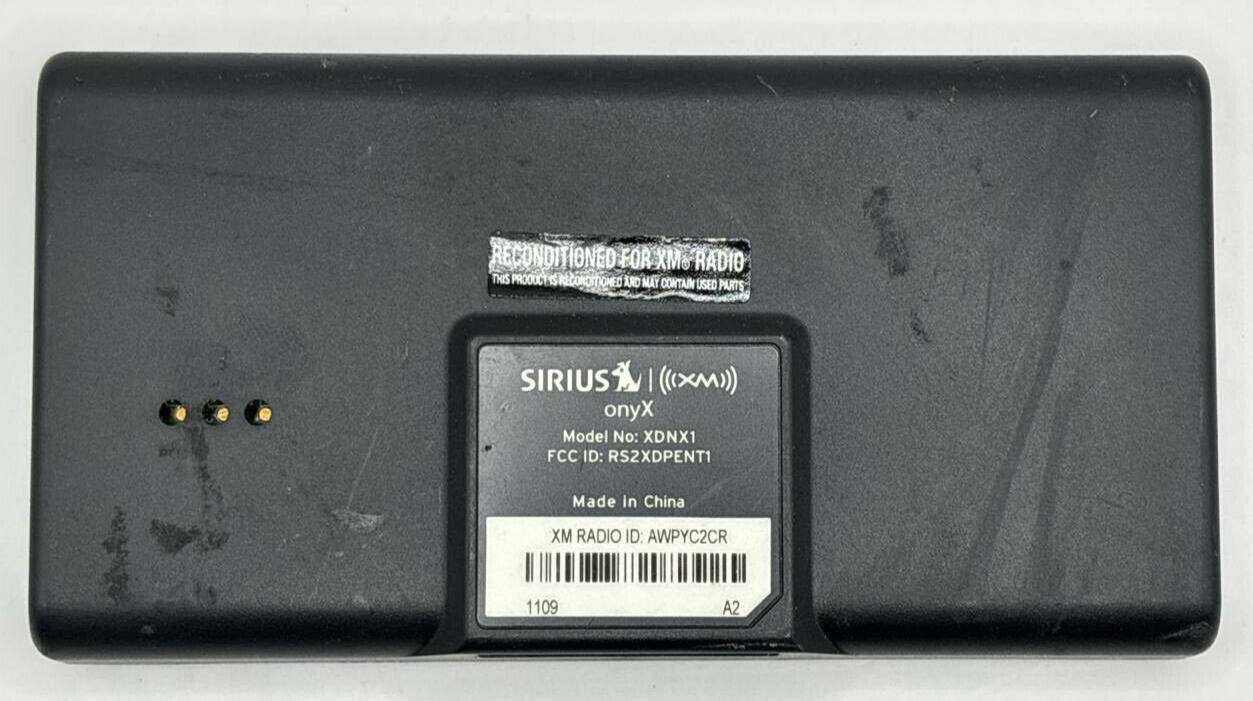 RECONDITIONED FOR XM® RADIO
THIS PRODUCT IS RECONDITIONED AND MAY CONTAIN USED PARTS
SIRIUS | ((XM))
onyX
Model No: XDNX1
FCC ID: RS2XDPENT1
Made in China
XM RADIO ID: AWPYC2CR
1109 A2